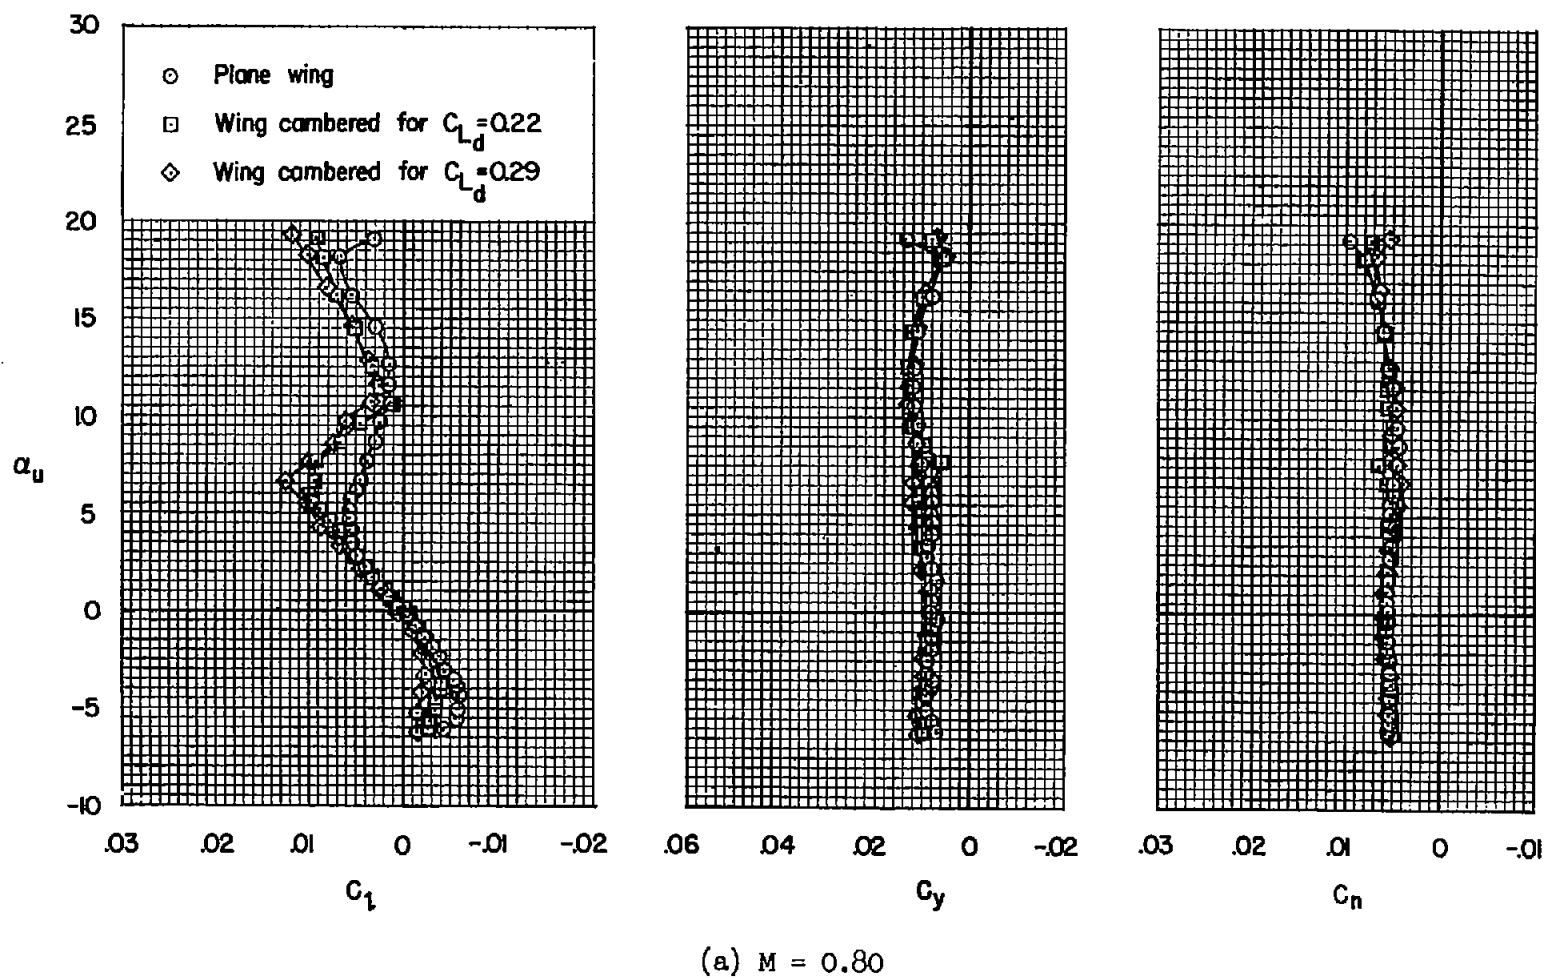 30
Plane wing
25
Wing cambered for C_Ld=0.22
Wing cambered for C_Ld=0.29
20
15
10
α_u
5
0
-5
-10
.03 .02 .01 0 -.01 -.02
.06 .04 .02 0 -.02
.03 .02 .01 0 -.01
C_l
C_y
C_n
(a) M = 0.80